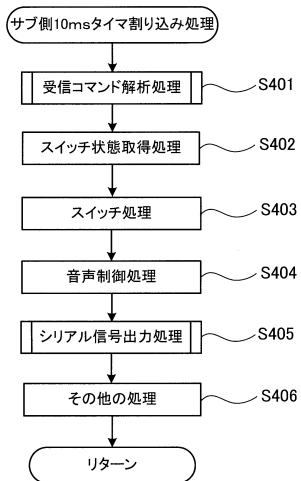 サブ側10msタイマ割り込み処理
受信コマンド解析処理 S401
スイッチ状態取得処理 S402
スイッチ処理 S403
音声制御処理 S404
シリアル信号出力処理 S405
その他の処理 S406
リターン